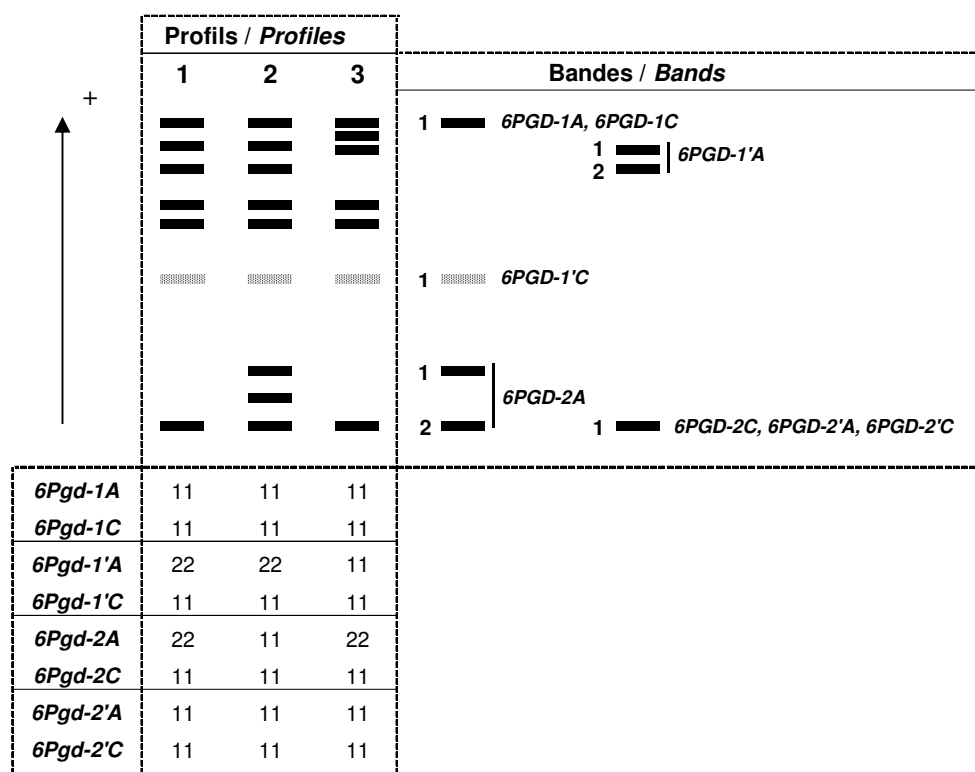 Profils / Profiles
1 2 3
Bandes / Bands
+
1 6PGD-1A, 6PGD-1C
1
2
6PGD-1'A
1 6PGD-1'C
1
6PGD-2A
2
1 6PGD-2C, 6PGD-2'A, 6PGD-2'C
6Pgd-1A 11 11 11
6Pgd-1C 11 11 11
6Pgd-1'A 22 22 11
6Pgd-1'C 11 11 11
6Pgd-2A 22 11 22
6Pgd-2C 11 11 11
6Pgd-2'A 11 11 11
6Pgd-2'C 11 11 11